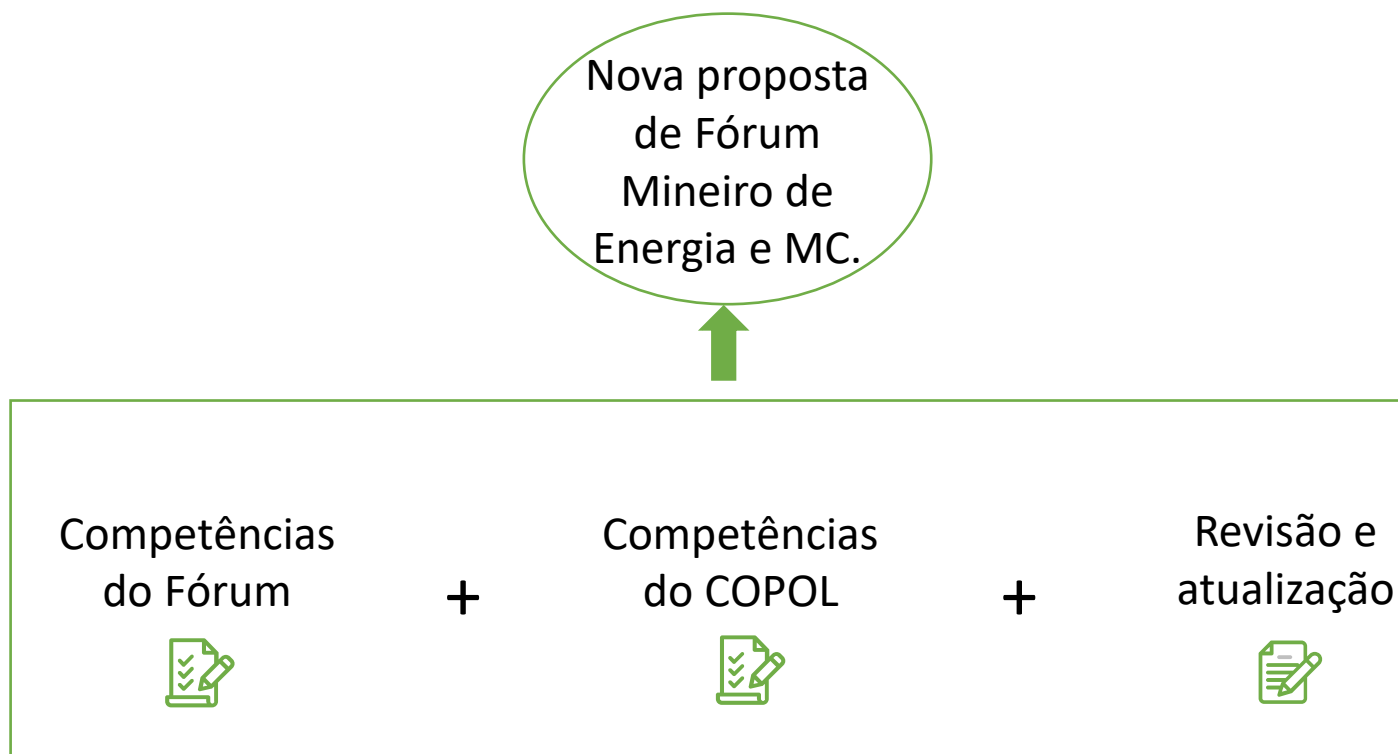 Nova proposta
de Fórum
Mineiro de
Energia e MC.
Competências
do Fórum
+
Competências
do COPOL
+
Revisão e
atualização